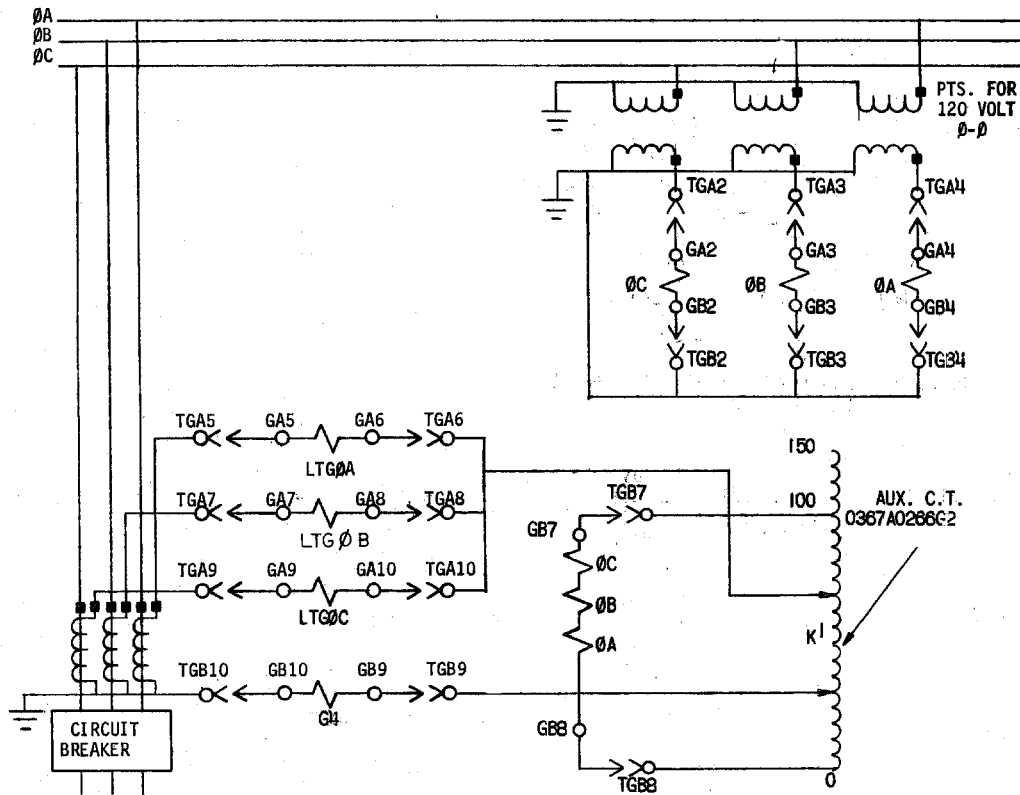 ØA
ØB
ØC
PTS. FOR
120 VOLT
Ø-Ø
TGA2
TGA3
TGA4
GA2
GA3
GA4
ØC
ØB
ØA
GB2
GB3
GB4
TGB2
TGB3
TGB4
TGA5
GA5
GA6
TGA6
LTGØA
TGA7
GA7
GA8
TGA8
LTGØB
TGA9
GA9
GA10
TGA10
LTGØC
TGB10
GB10
GB9
TGB9
G4
CIRCUIT
BREAKER
TGB7
GB7
ØC
ØB
ØA
GB8
TGB8
150
100
AUX. C.T.
0367A0266G2
K¹
0